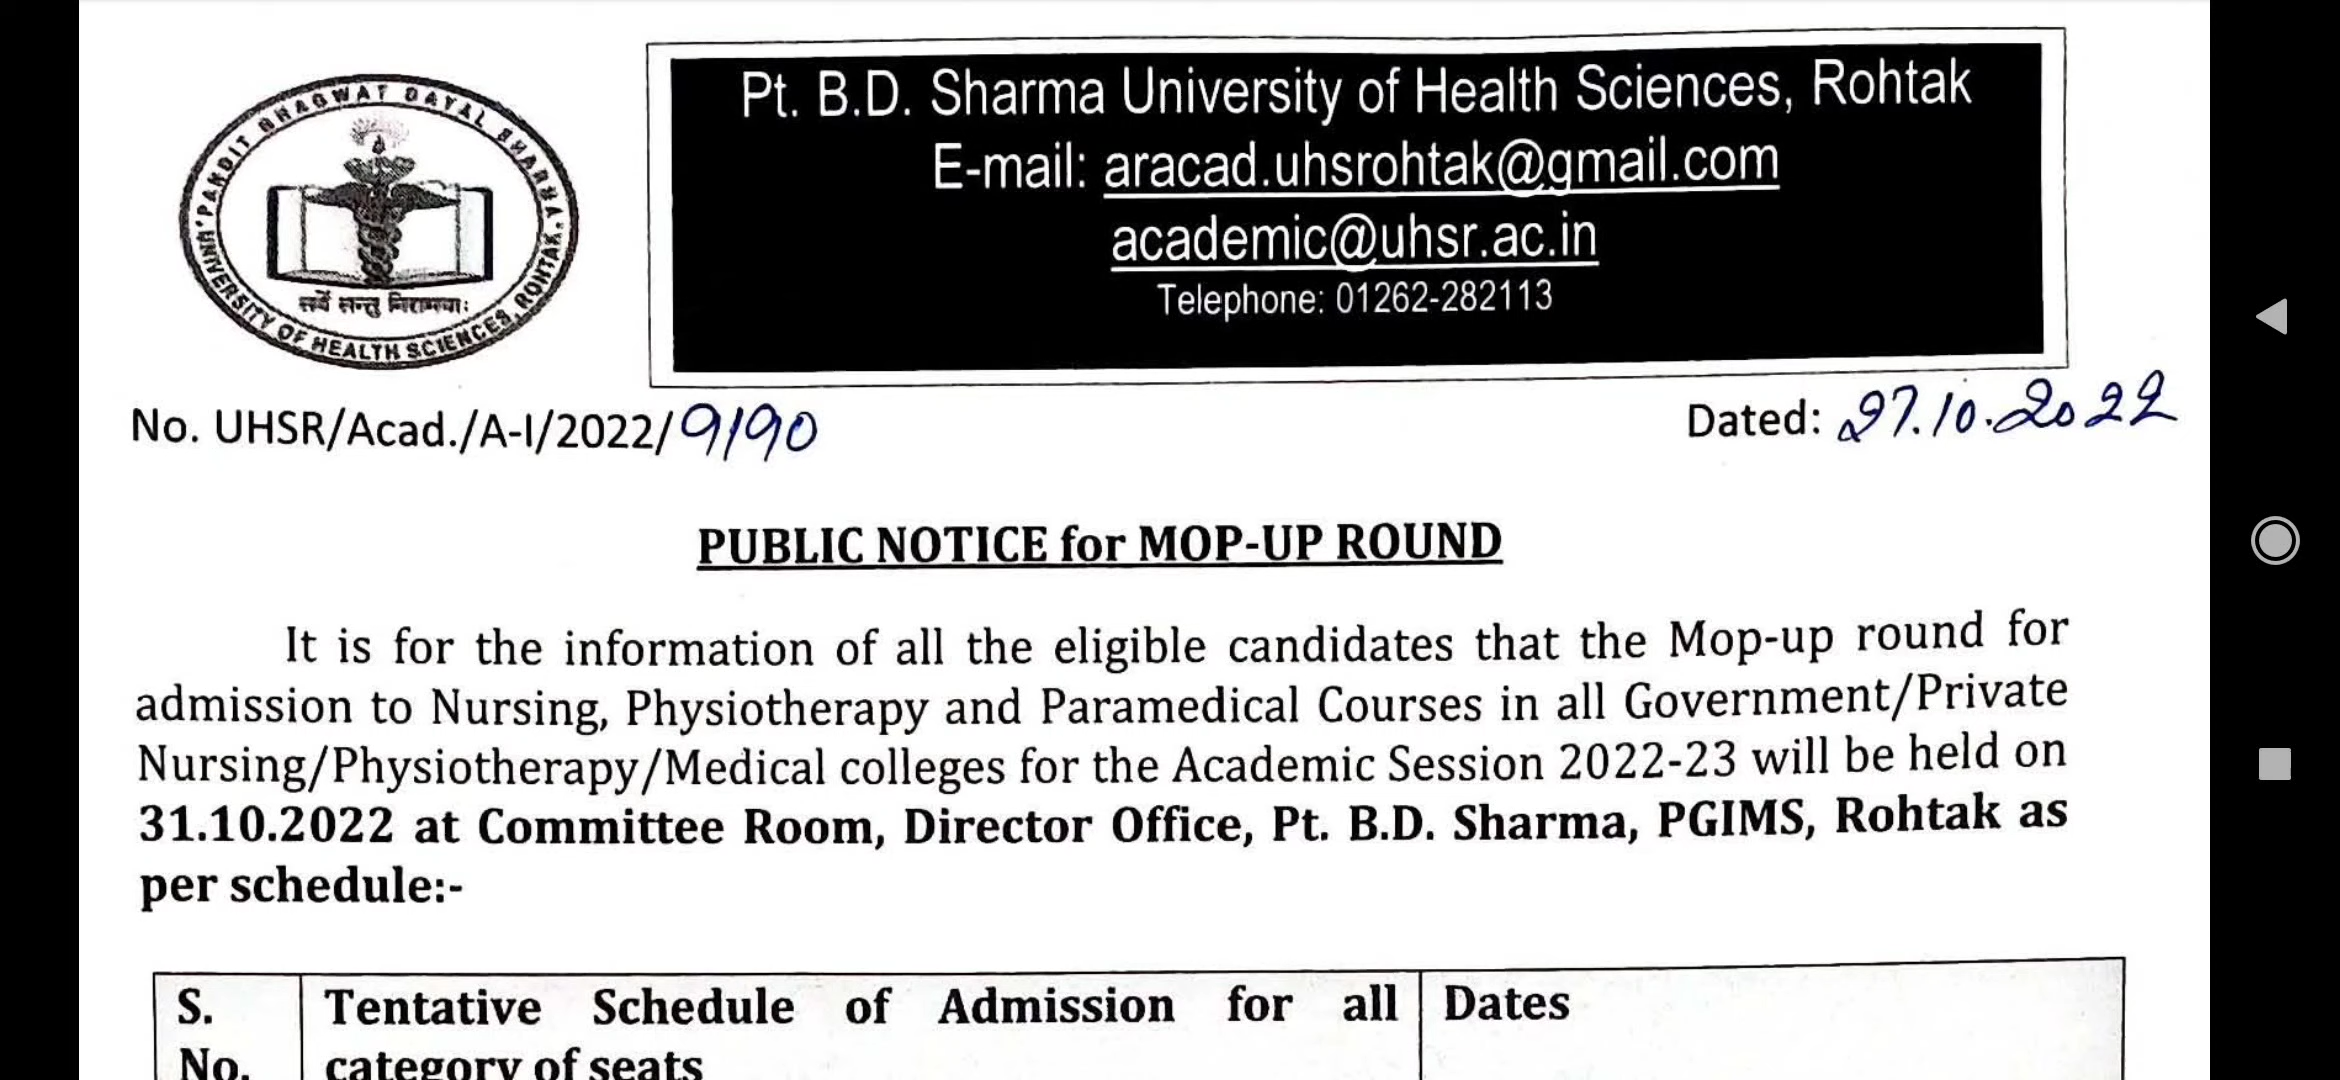 PANDIT BHAGWAT DAYAL SHARMA
UNIVERSITY OF HEALTH SCIENCES, ROHTAK
सर्वे सन्तु निरामयाः
Pt. B.D. Sharma University of Health Sciences, Rohtak
E-mail: aracad.uhsrohtak@gmail.com
academic@uhsr.ac.in
Telephone: 01262-282113
No. UHSR/Acad./A-I/2022/9190
Dated: 27.10.2022
PUBLIC NOTICE for MOP-UP ROUND
It is for the information of all the eligible candidates that the Mop-up round for
admission to Nursing, Physiotherapy and Paramedical Courses in all Government/Private
Nursing/Physiotherapy/Medical colleges for the Academic Session 2022-23 will be held on
31.10.2022 at Committee Room, Director Office, Pt. B.D. Sharma, PGIMS, Rohtak as
per schedule:-
S. Tentative Schedule of Admission for all Dates
No. category of seats